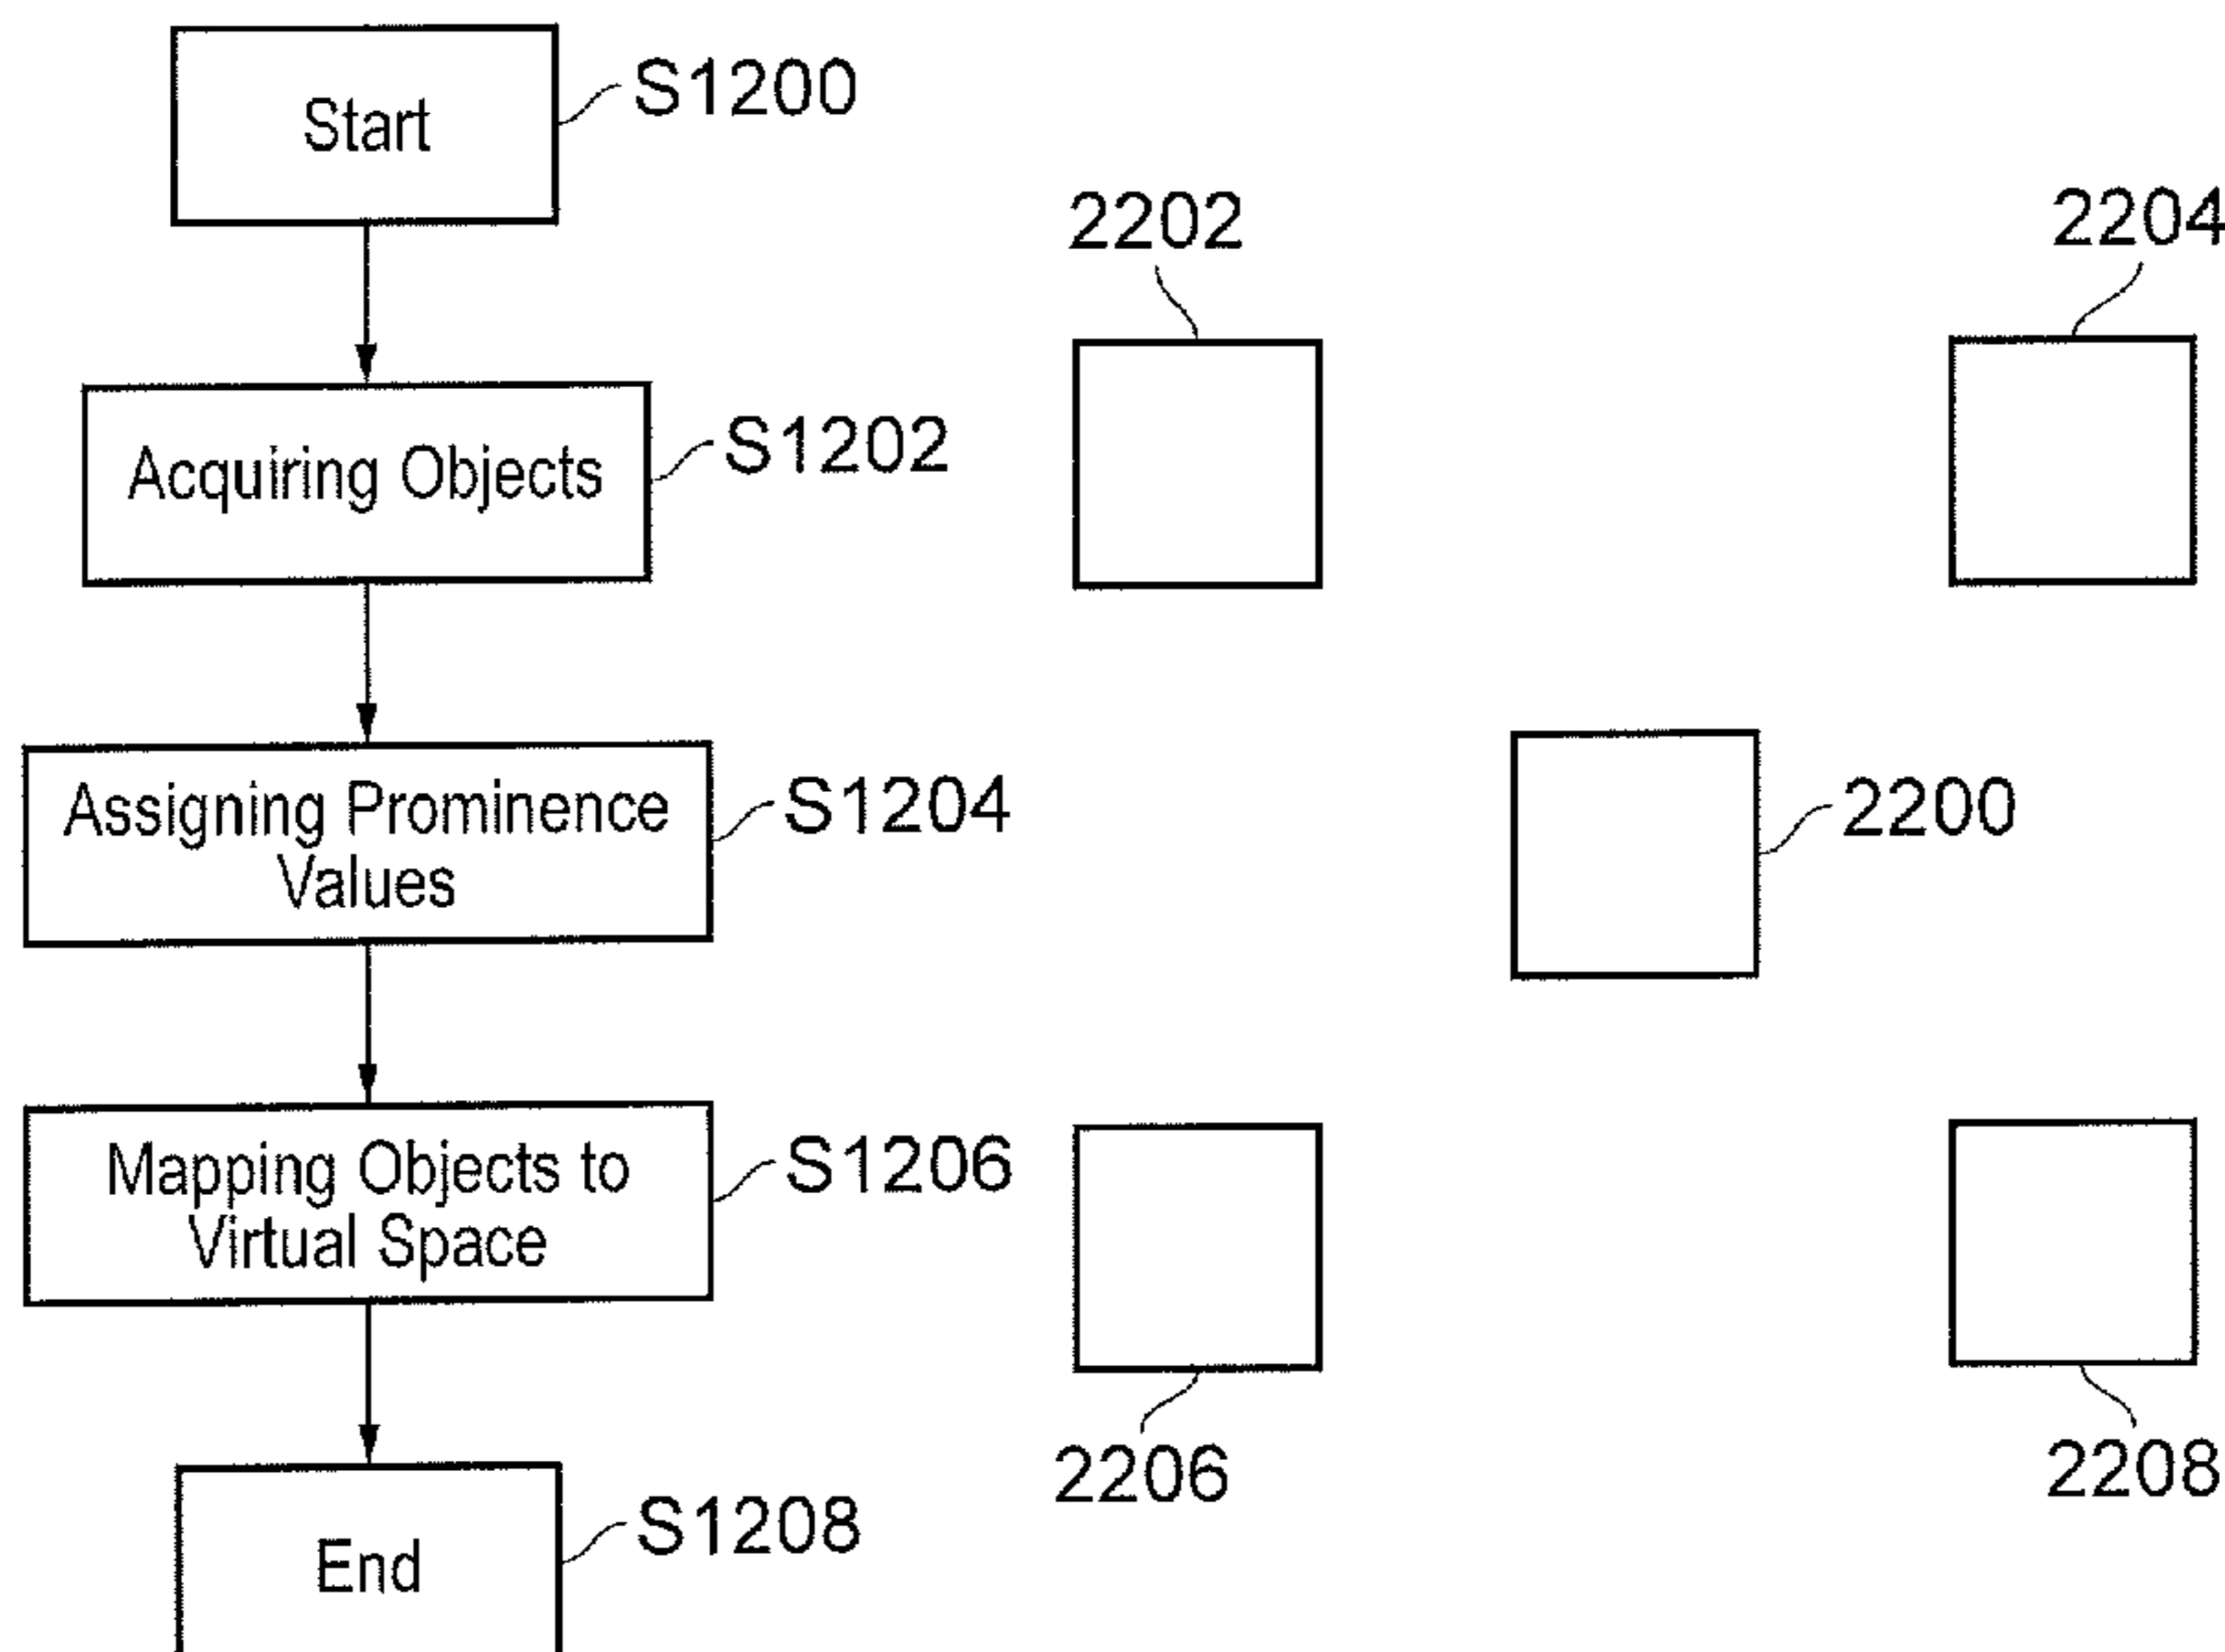 Start
S1200
Acquiring Objects
S1202
Assigning Prominence
Values
S1204
Mapping Objects to
Virtual Space
S1206
End
S1208
2202
2204
2200
2206
2208